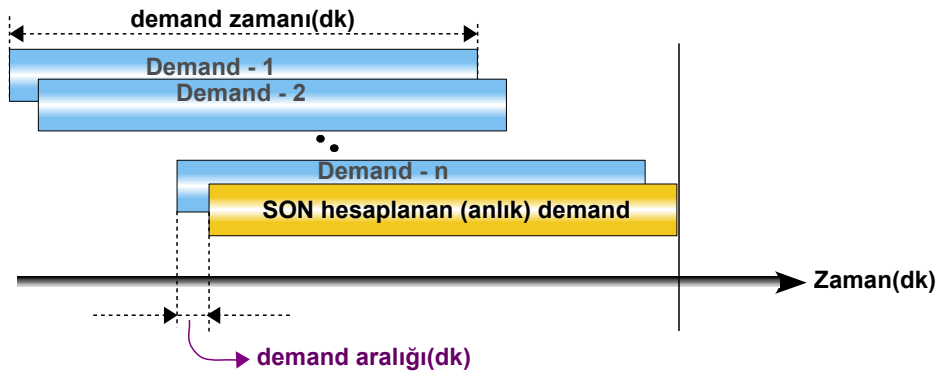 demand zamanı(dk)
Demand - 1
Demand - 2
Demand - n
SON hesaplanan (anlık) demand
Zaman(dk)
demand aralığı(dk)